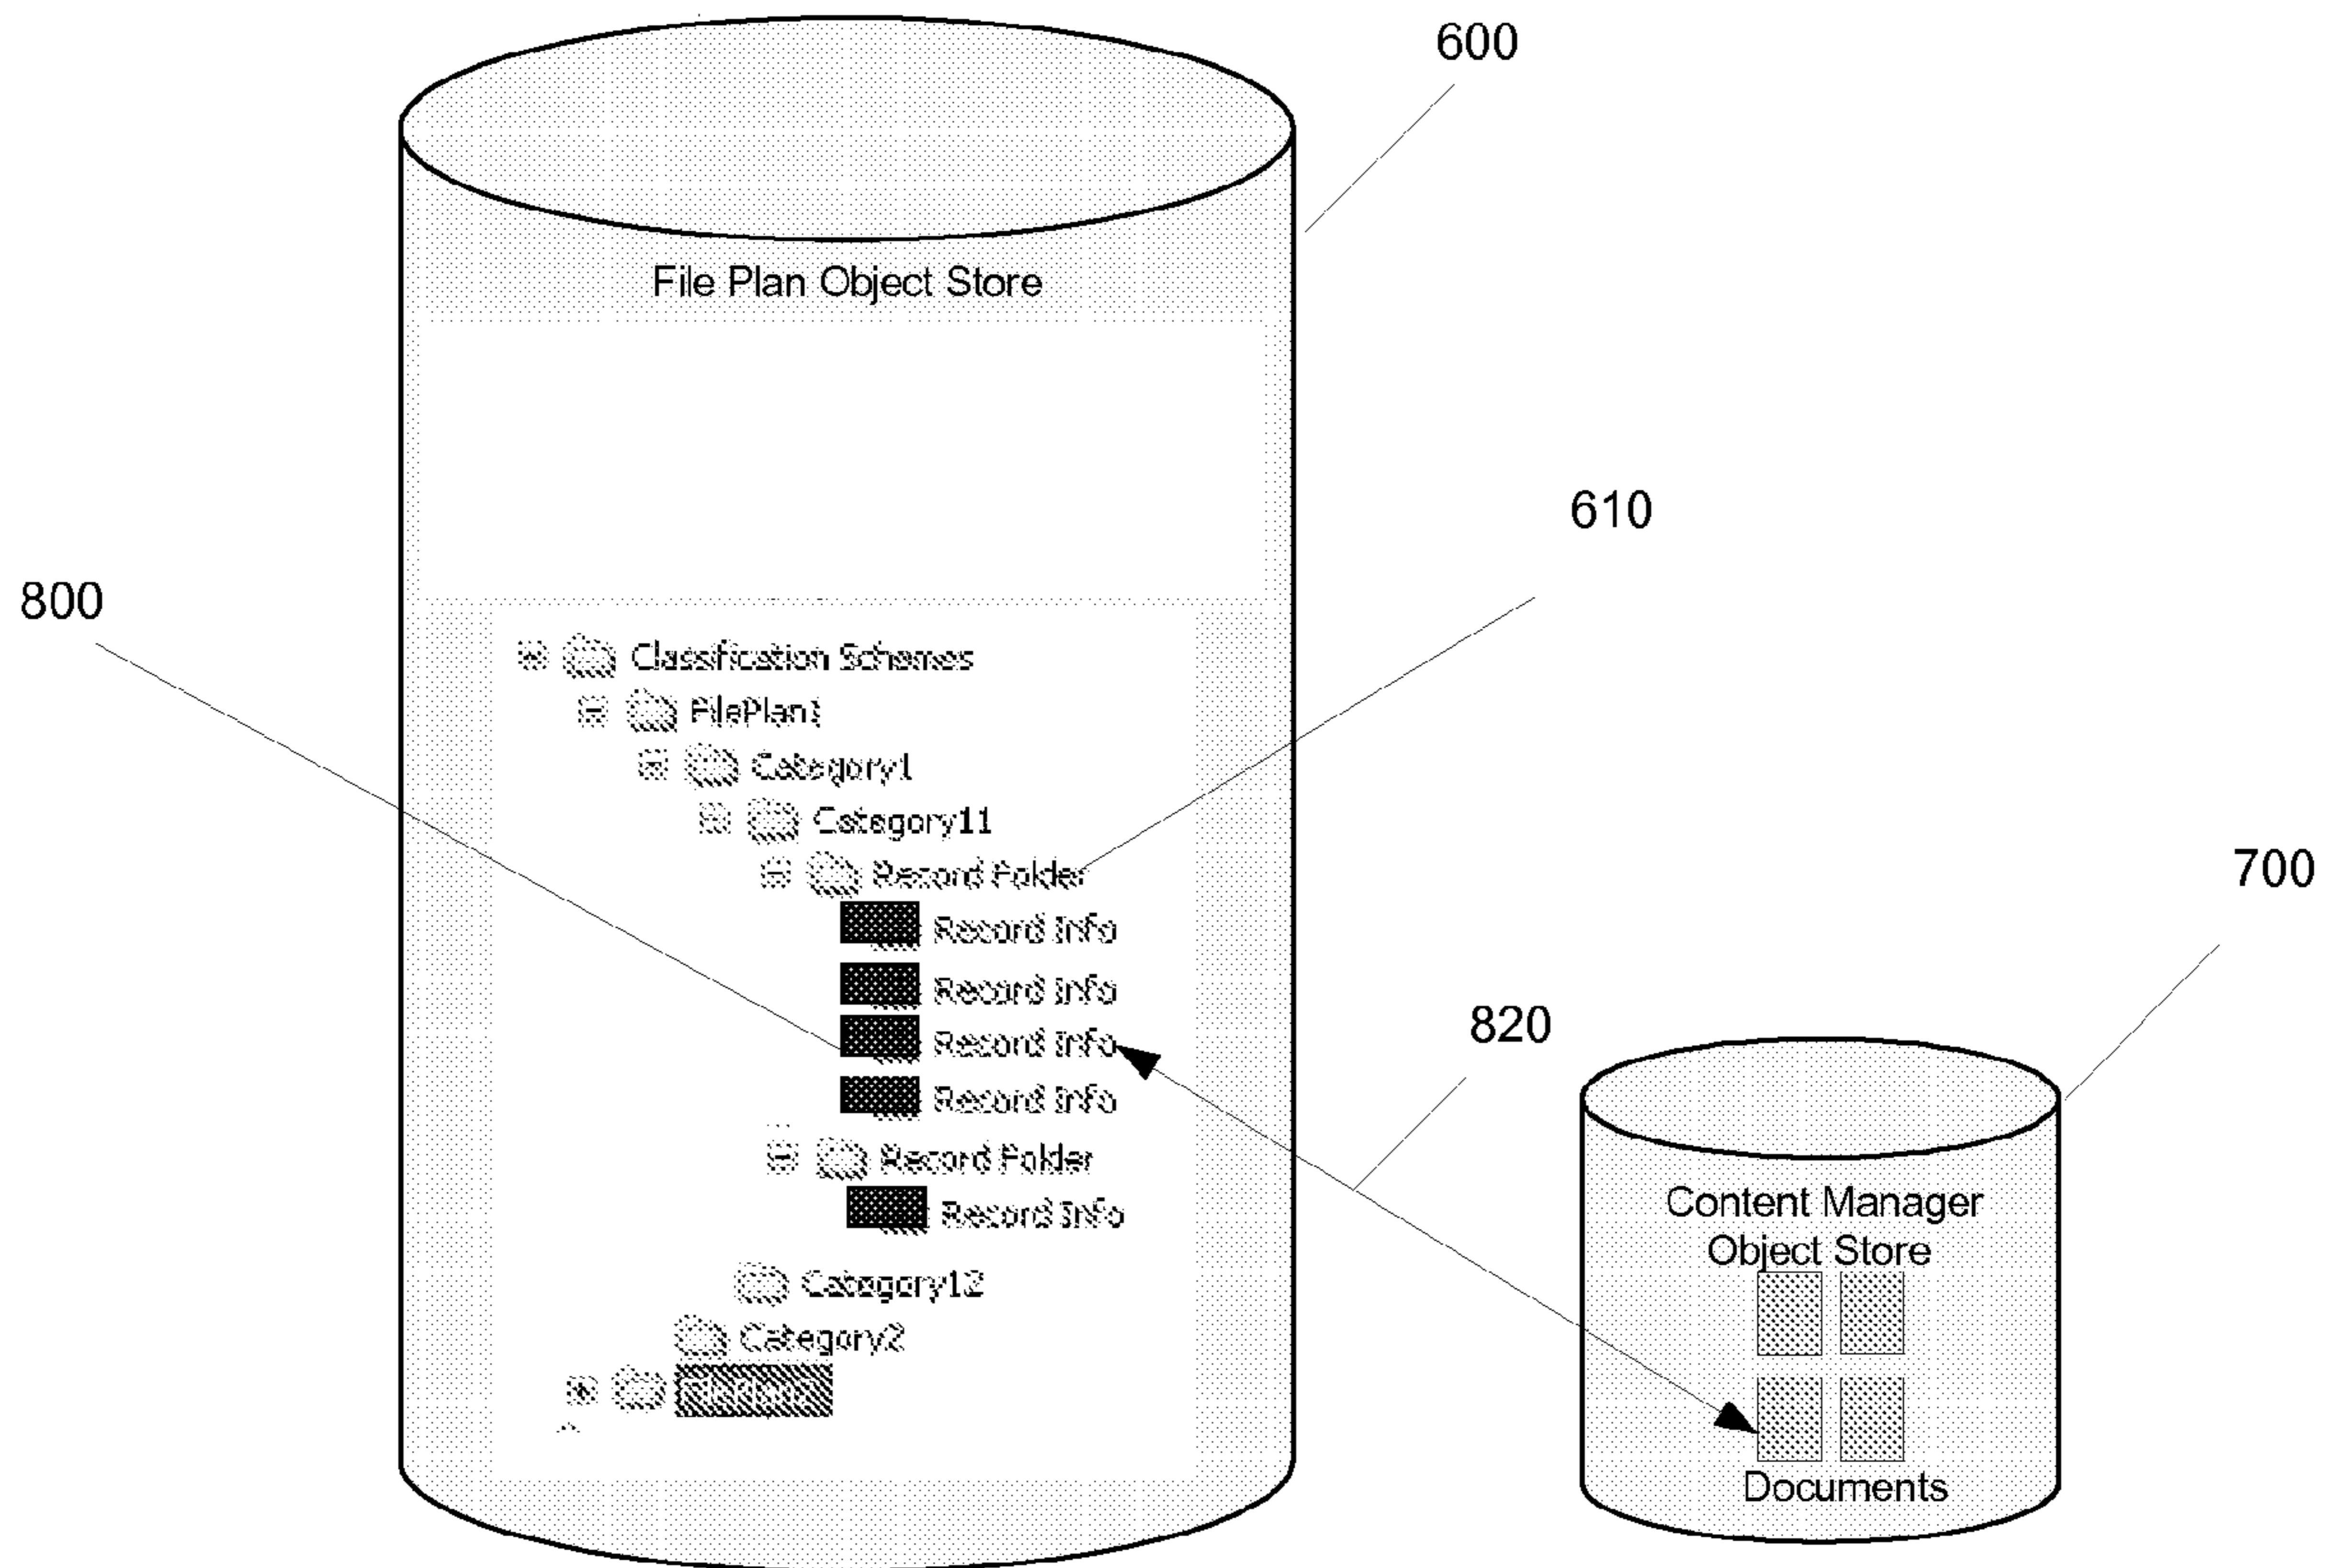 600
File Plan Object Store
610
800
Classification Schemes
FilePlan1
Category1
Category11
Record Folder
700
Record Info
Record Info
820
Record Info
Record Info
Record Folder
Content Manager
Record Info
Object Store
Category12
Category2
Documents